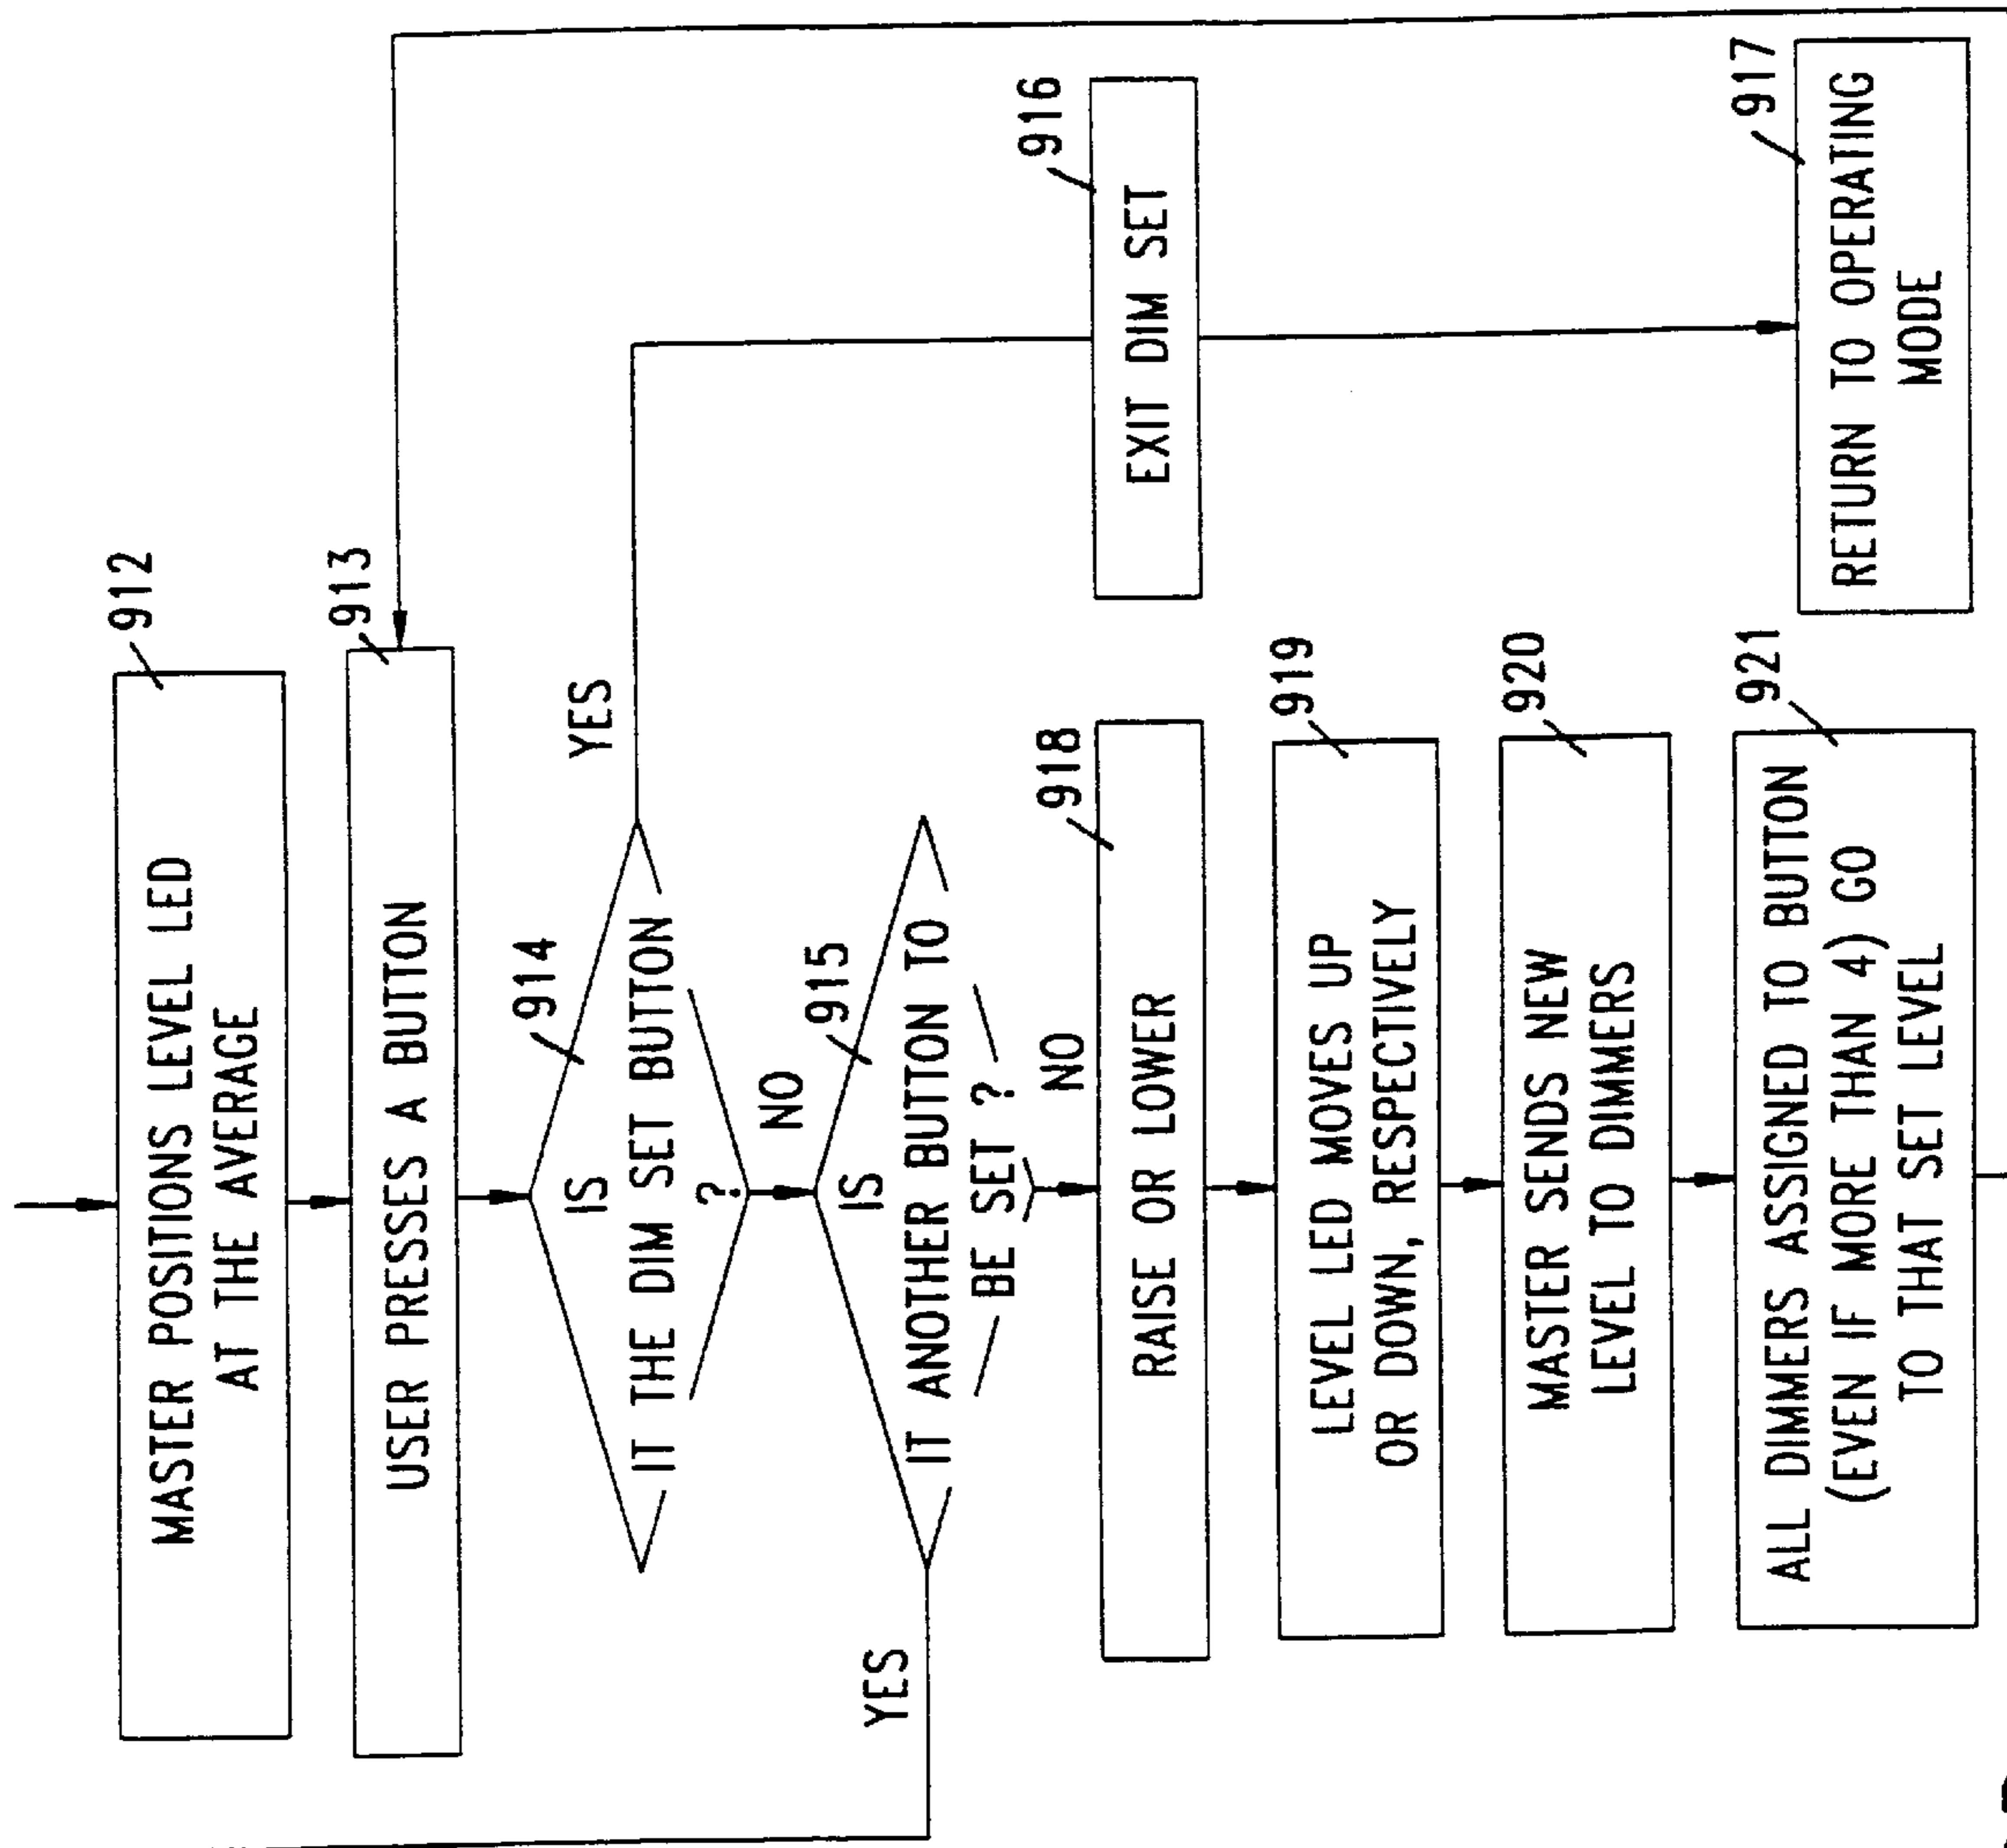 912
MASTER POSITIONS LEVEL LED
AT THE AVERAGE
913
USER PRESSES A BUTTON
914
IS
IT THE DIM SET BUTTON
?
YES
NO
915
IS
IT ANOTHER BUTTON TO
BE SET ?
YES
NO
916
EXIT DIM SET
917
RETURN TO OPERATING
MODE
918
RAISE OR LOWER
919
LEVEL LED MOVES UP
OR DOWN, RESPECTIVELY
920
MASTER SENDS NEW
LEVEL TO DIMMERS
921
ALL DIMMERS ASSIGNED TO BUTTON
(EVEN IF MORE THAN 4) GO
TO THAT SET LEVEL